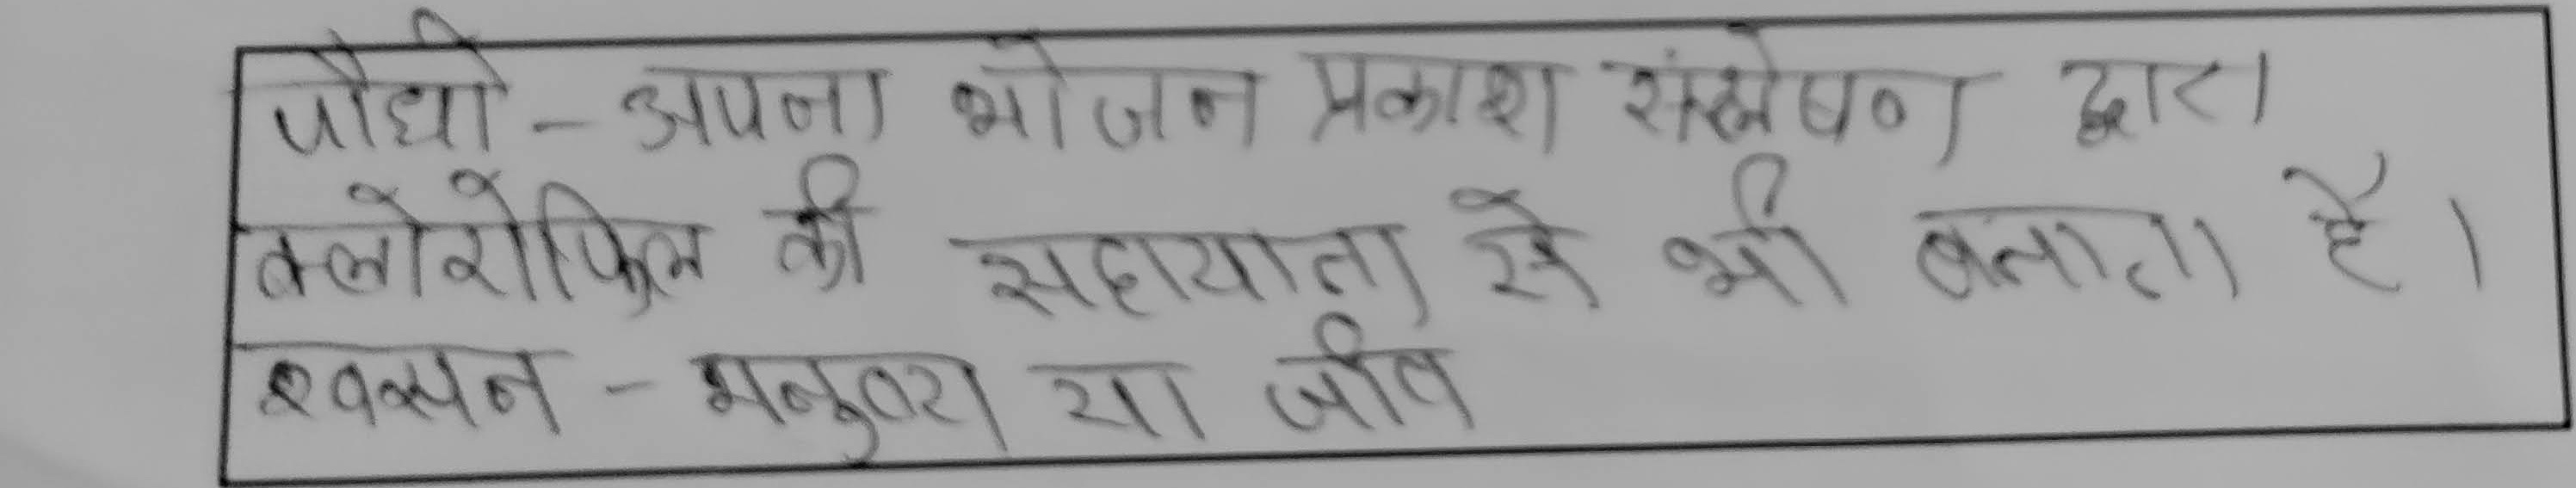 पौधों - अपना भोजन प्रकाश संश्लेषण द्वारा
क्लोरोफिल की सहायाता से भी बनाता है ।
श्वसन - मनुष्य या जीव